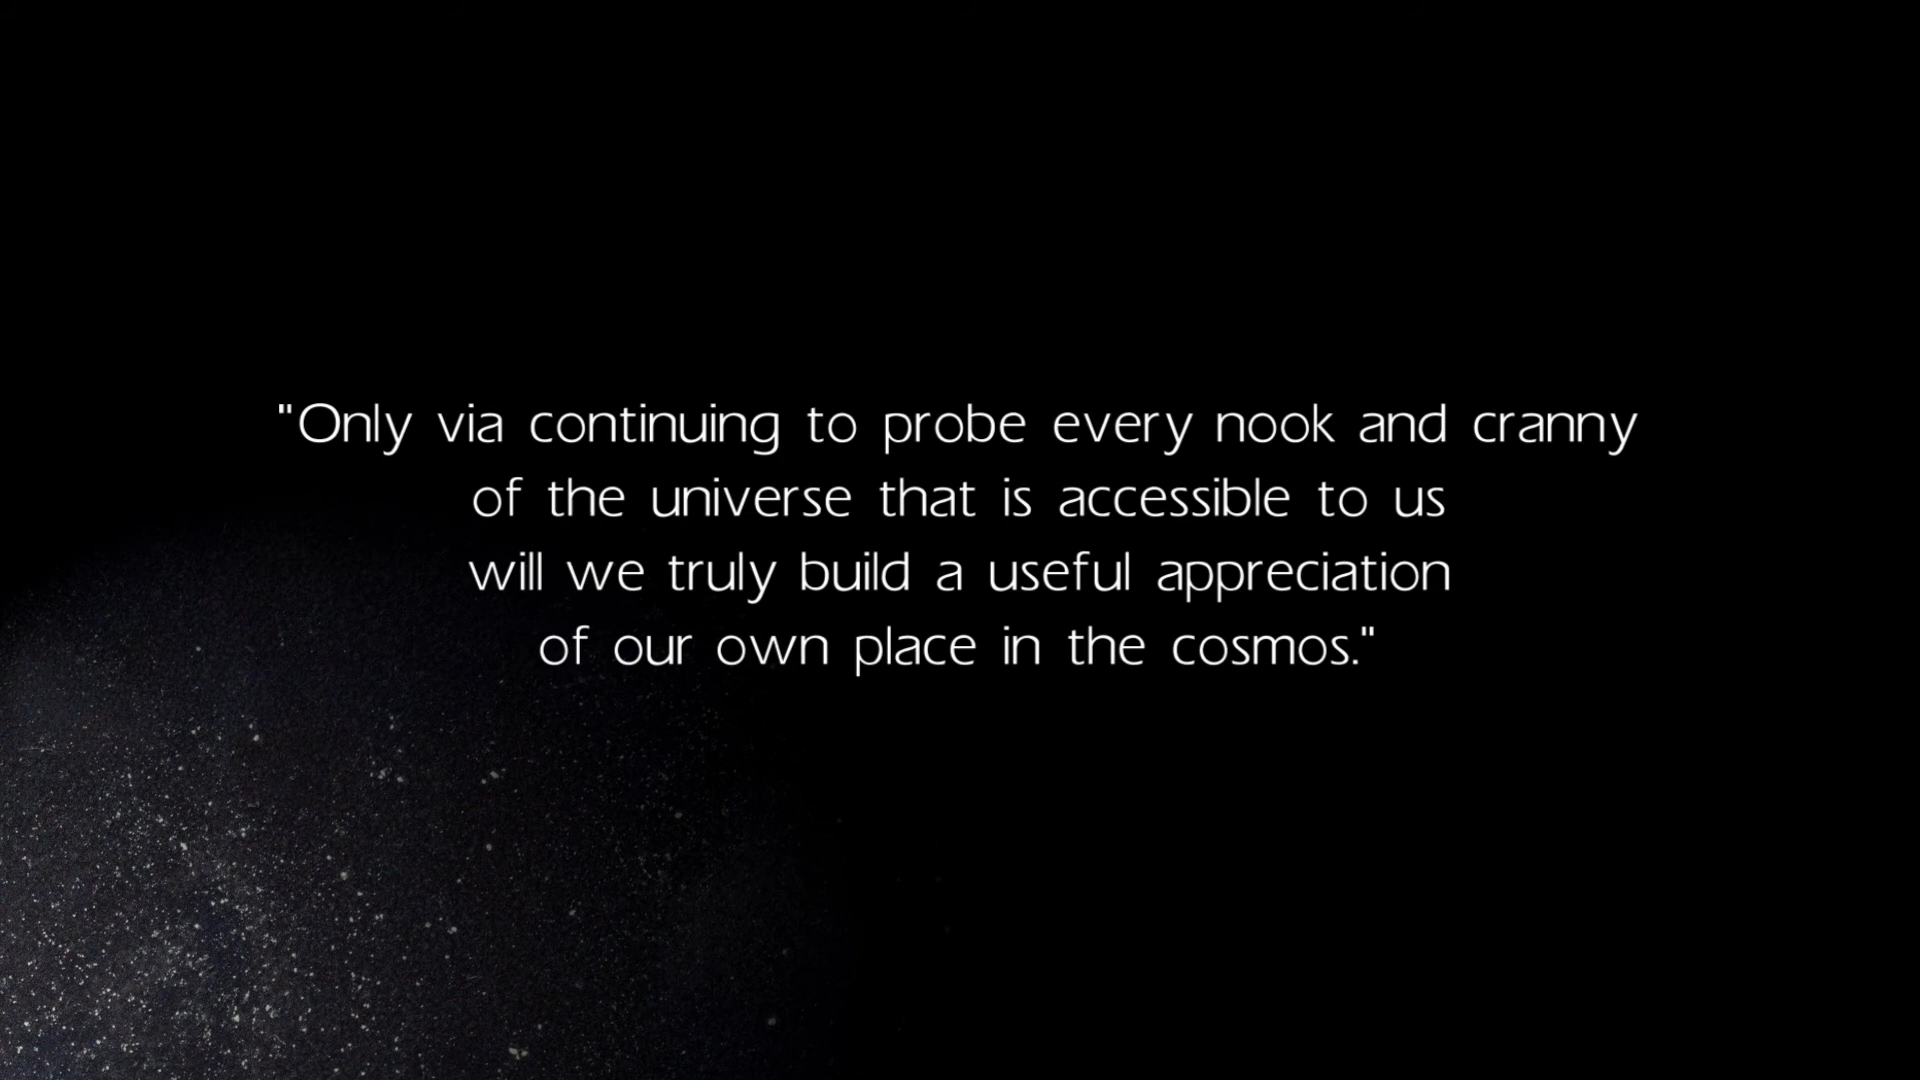 "Only via continuing to probe every nook and cranny
of the universe that is accessible to us
will we truly build a useful appreciation
of our own place in the cosmos."